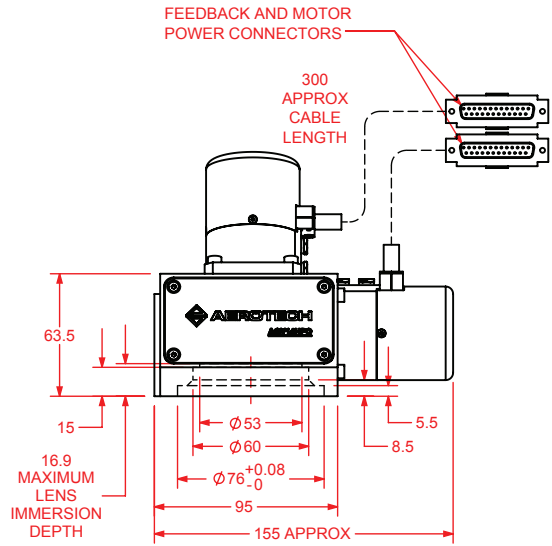 FEEDBACK AND MOTOR
POWER CONNECTORS
300
APPROX
CABLE
LENGTH
AEROTECH
63.5
15
5.5
8.5
Ø53
Ø60
Ø76 +0.08
-0
16.9
MAXIMUM
LENS
IMMERSION
DEPTH
95
155 APPROX